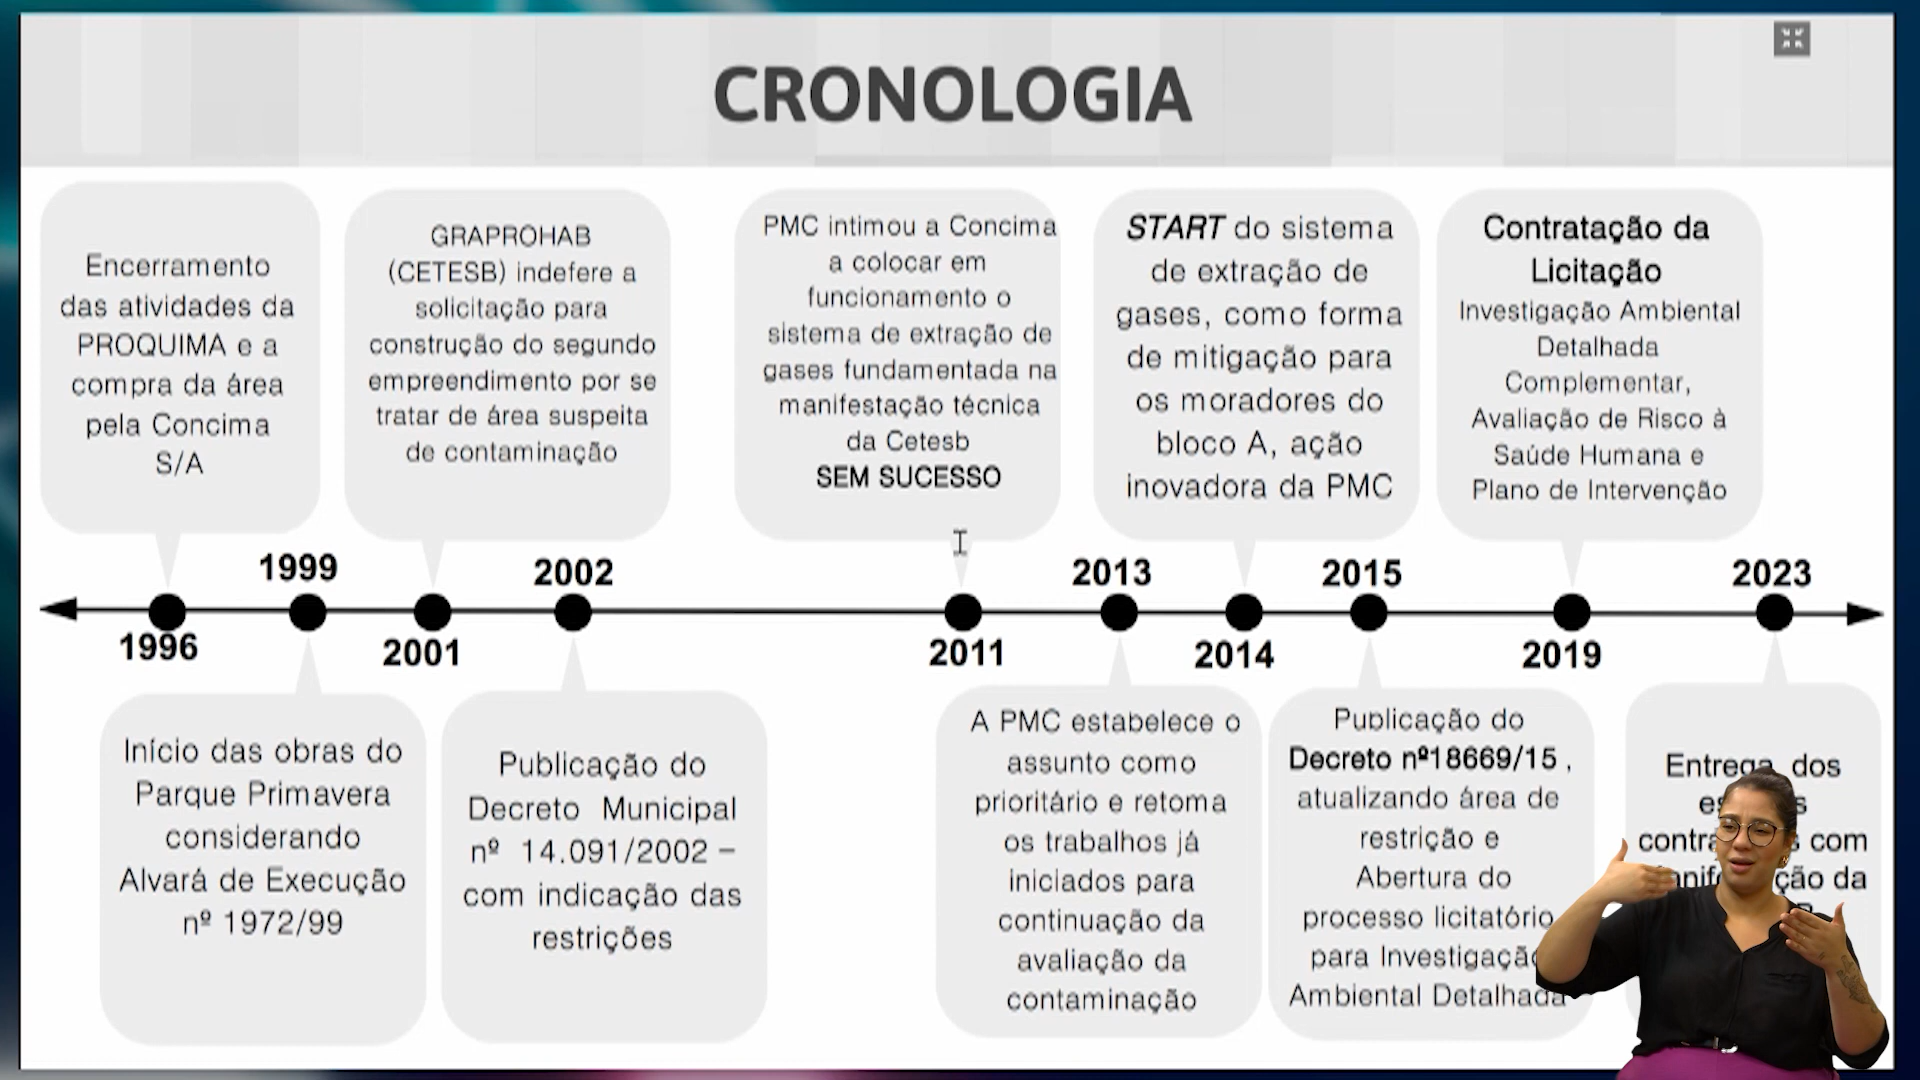 CRONOLOGIA
Encerramento
das atividades da
PROQUIMA e a
compra da área
pela Concima
S/A
GRAPROHAB
(CETESB) indefere a
solicitação para
construção do segundo
empreendimento por se
tratar de área suspeita
de contaminação
PMC intimou a Concima
a colocar em
funcionamento o
sistema de extração de
gases fundamentada na
manifestação técnica
da Cetesb
SEM SUCESSO
START do sistema
de extração de
gases, como forma
de mitigação para
os moradores do
bloco A, ação
inovadora da PMC
Contratação da
Licitação
Investigação Ambiental
Detalhada
Complementar,
Avaliação de Risco à
Saúde Humana e
Plano de Intervenção
1999
2002
2013
2015
2023
1996
2001
2011
2014
2019
Início das obras do
Parque Primavera
considerando
Alvará de Execução
nº 1972/99
Publicação do
Decreto Municipal
nº 14.091/2002 –
com indicação das
restrições
A PMC estabelece o
assunto como
prioritário e retoma
os trabalhos já
iniciados para
continuação da
avaliação da
contaminação
Publicação do
Decreto nº18669/15 ,
atualizando área de
restrição e
Abertura do
processo licitatório
para Investigação
Ambiental Detalhada
Entrega dos
com
da